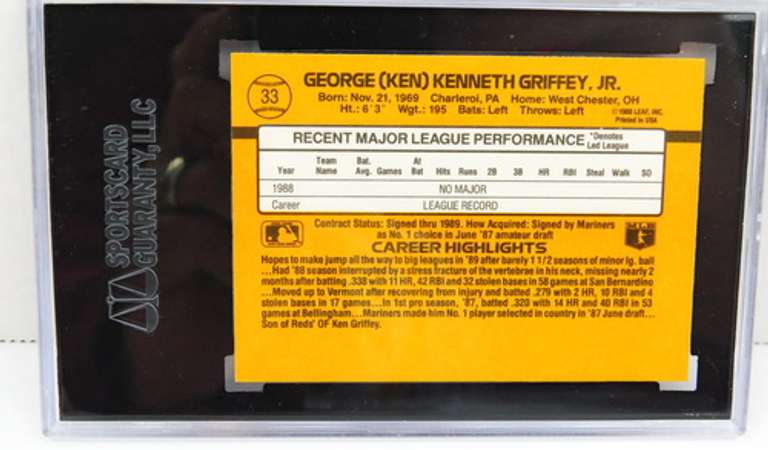 SPORTSCARD
GUARANTY, LLC
33
GEORGE (KEN) KENNETH GRIFFEY, JR.
Born: Nov. 21, 1969 Charleroi, PA Home: West Chester, OH
Ht.: 6'3" Wgt.: 195 Bats: Left Throws: Left
© 1988 LEAF, INC.
Printed in USA
RECENT MAJOR LEAGUE PERFORMANCE
*Denotes
Led League
Year Team Name Bat. Avg. Games At Bat Hits Runs 2B 3B HR RBI Steal Walk SO
1988 NO MAJOR
Career LEAGUE RECORD
Contract Status: Signed thru 1989. How Acquired: Signed by Mariners
as No. 1 choice in June '87 amateur draft
MLB
CAREER HIGHLIGHTS
Hopes to make jump all the way to big leagues in '89 after barely 1 1/2 seasons of minor lg. ball
...Had '88 season interrupted by a stress fracture of the vertebrae in his neck, missing nearly 2
months after batting .338 with 11 HR, 42 RBI and 32 stolen bases in 58 games at San Bernardino
...Moved up to Vermont after recovering from injury and batted .279 with 2 HR, 10 RBI and 4
stolen bases in 17 games...In 1st pro season, '87, batted .320 with 14 HR and 40 RBI in 53
games at Bellingham...Mariners made him No. 1 player selected in country in '87 June draft...
Son of Reds' OF Ken Griffey.